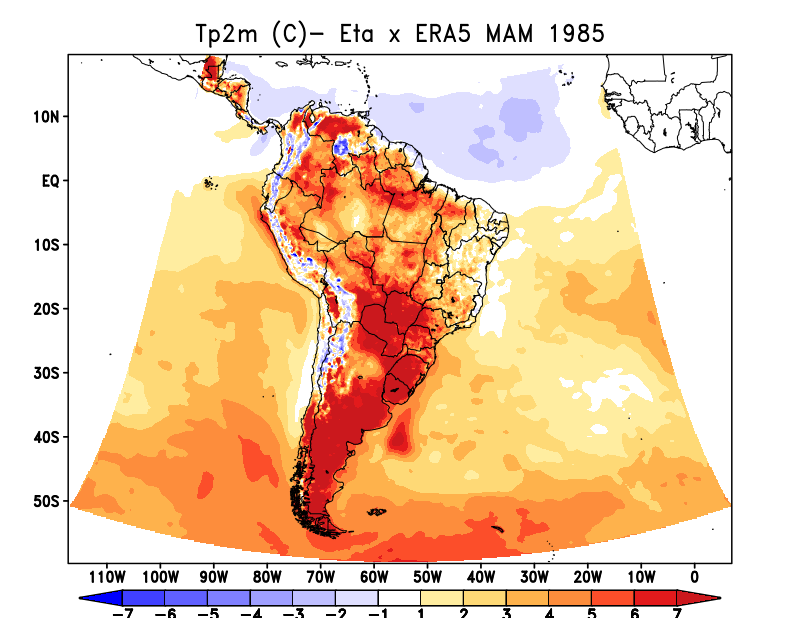 Tp2m (C)- Eta x ERA5 MAM 1985
10N
EQ
10S
20S
30S
40S
50S
110W 100W 90W 80W 70W 60W 50W 40W 30W 20W 10W 0
-7 -6 -5 -4 -3 -2 -1 1 2 3 4 5 6 7